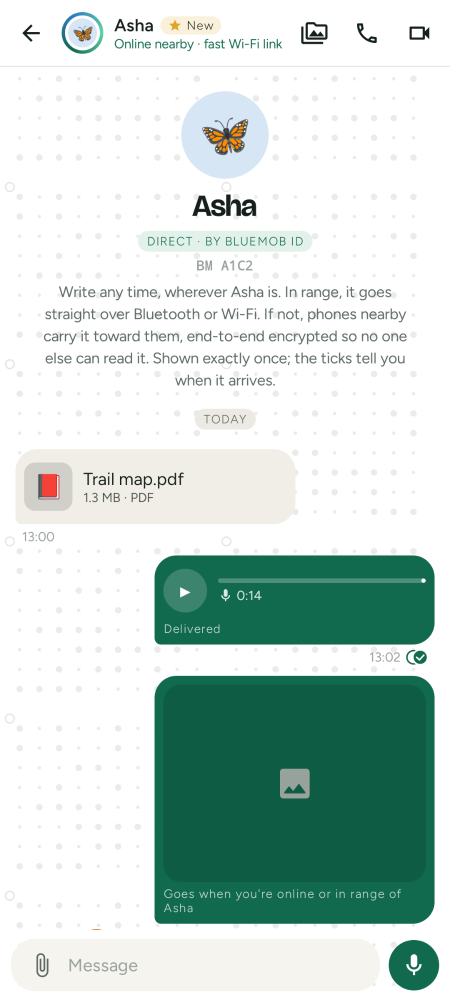 Asha
New
Online nearby · fast Wi-Fi link
Asha
DIRECT · BY BLUEMOB ID
BM A1C2
Write any time, wherever Asha is. In range, it goes
straight over Bluetooth or Wi-Fi. If not, phones nearby
carry it toward them, end-to-end encrypted so no one
else can read it. Shown exactly once; the ticks tell you
when it arrives.
TODAY
Trail map.pdf
1.3 MB · PDF
13:00
0:14
Delivered
13:02
Goes when you're online or in range of
Asha
Message